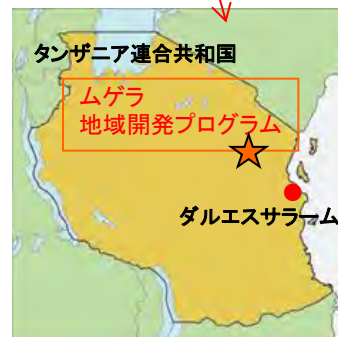 タンザニア連合共和国
ムゲラ
地域開発プログラム
ダルエスサラーム